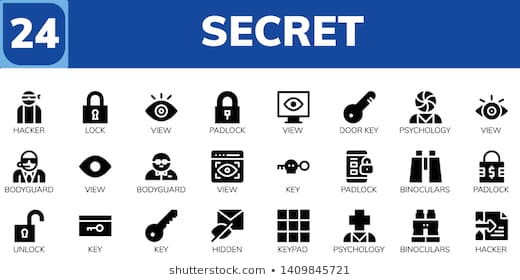 24
SECRET
HACKER LOCK VIEW PADLOCK VIEW DOOR KEY PSYCHOLOGY VIEW
BODYGUARD VIEW BODYGUARD VIEW KEY PADLOCK BINOCULARS PADLOCK
UNLOCK KEY KEY HIDDEN KEYPAD PSYCHOLOGY BINOCULARS HACKER
shutterstock.com • 1409845721